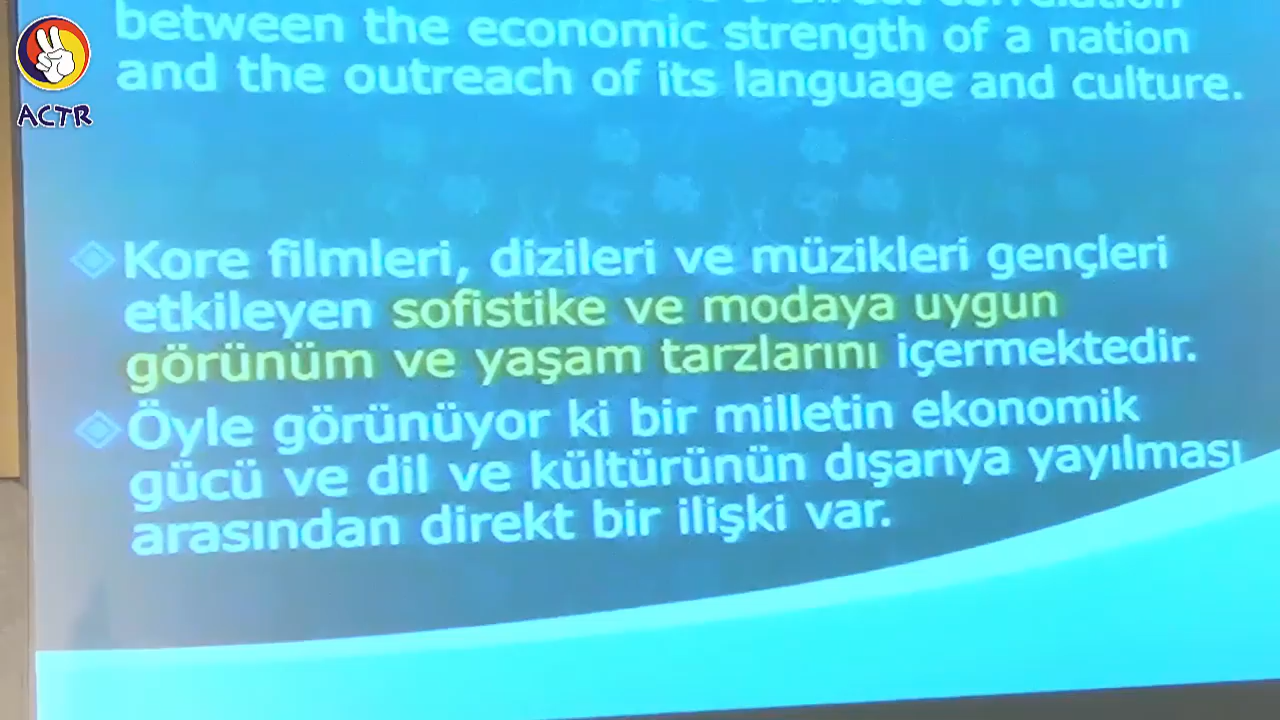 direct correlation
between the economic strength of a nation
and the outreach of its language and culture.
ACTR
Kore filmleri, dizileri ve müzikleri gençleri
etkileyen sofistike ve modaya uygun
görünüm ve yaşam tarzlarını içermektedir.
Öyle görünüyor ki bir milletin ekonomik
gücü ve dil ve kültürünün dışarıya yayılması
arasından direkt bir ilişki var.